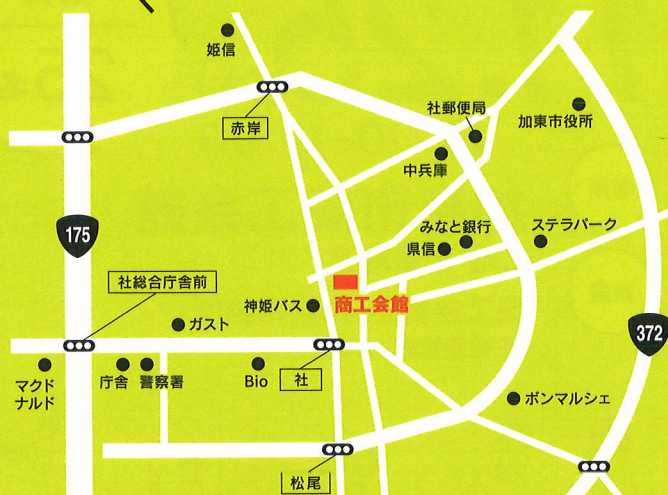 姫信
赤岸
社郵便局
加東市役所
中兵庫
175
みなと銀行
ステラパーク
県信
社総合庁舎前
神姫バス
商工会館
ガスト
372
マクド
ナルド
庁舎
警察署
Bio
社
ボンマルシェ
松尾